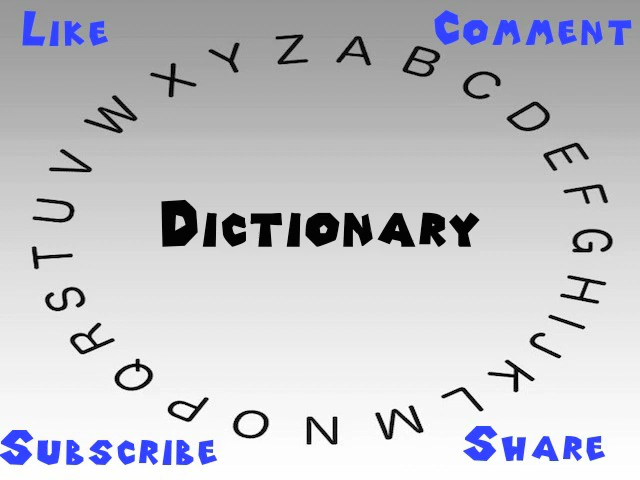 Like
Comment
A B C D E F G H I J K L M N O P Q R S T U V W X Y Z
Dictionary
Subscribe
Share